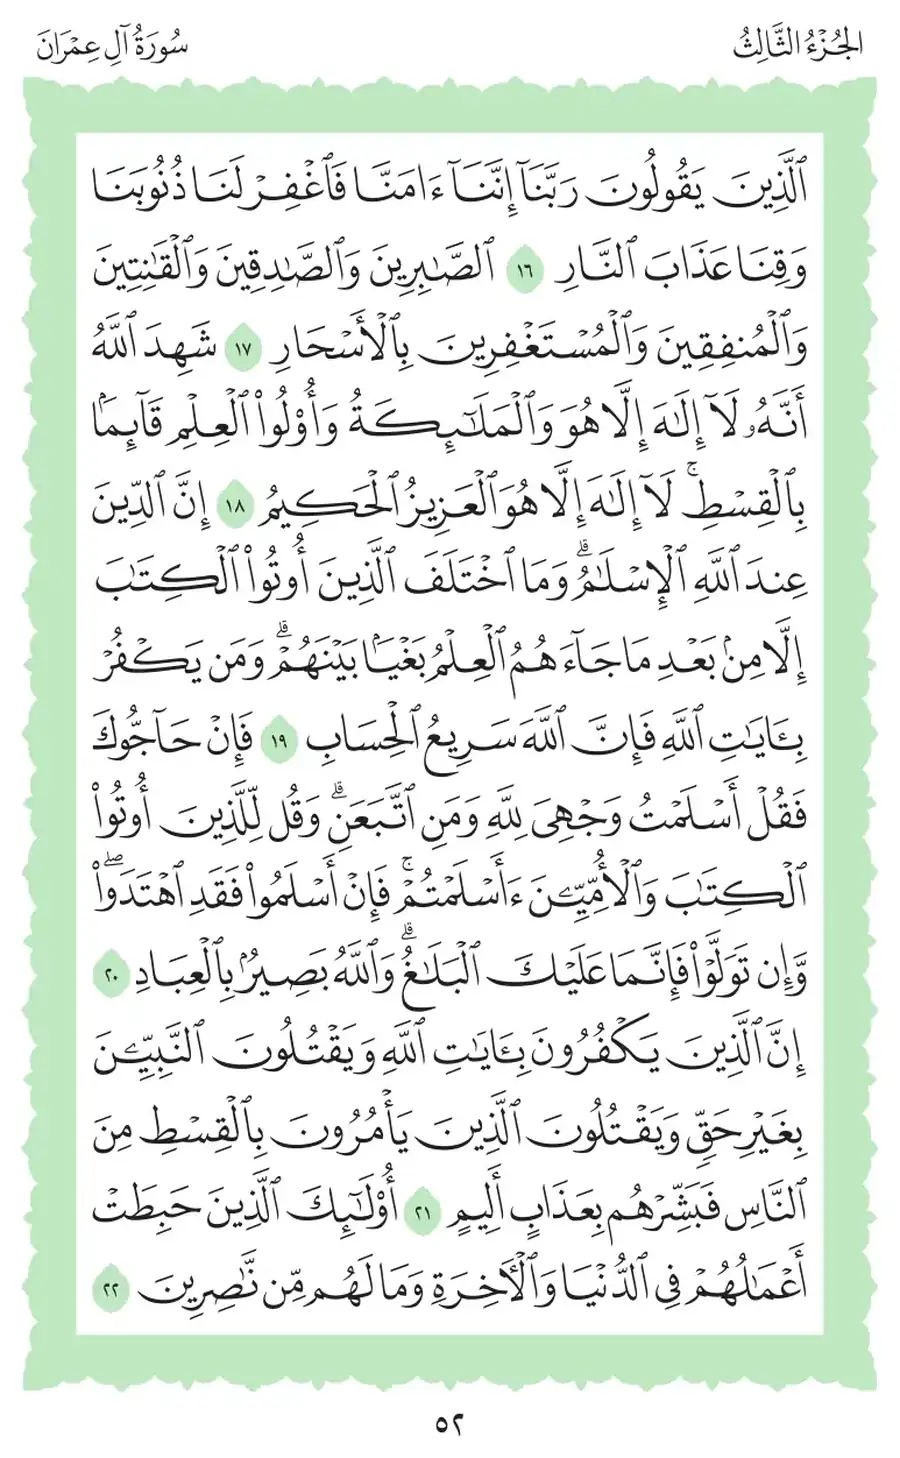 الجُزْءُ الثَّالِثُ
سُورَةُ آلِ عِمْرَانَ
ٱلَّذِينَ يَقُولُونَ رَبَّنَآ إِنَّنَآ ءَامَنَّا فَٱغْفِرْ لَنَا ذُنُوبَنَا
وَقِنَا عَذَابَ ٱلنَّارِ ١٦ ٱلصَّٰبِرِينَ وَٱلصَّٰدِقِينَ وَٱلْقَٰنِتِينَ
وَٱلْمُنفِقِينَ وَٱلْمُسْتَغْفِرِينَ بِٱلْأَسْحَارِ ١٧ شَهِدَ ٱللَّهُ
أَنَّهُۥ لَآ إِلَٰهَ إِلَّا هُوَ وَٱلْمَلَٰٓئِكَةُ وَأُو۟لُوا۟ ٱلْعِلْمِ قَآئِمَۢا
بِٱلْقِسْطِۚ لَآ إِلَٰهَ إِلَّا هُوَ ٱلْعَزِيزُ ٱلْحَكِيمُ ١٨ إِنَّ ٱلدِّينَ
عِندَ ٱللَّهِ ٱلْإِسْلَٰمُۗ وَمَا ٱخْتَلَفَ ٱلَّذِينَ أُوتُوا۟ ٱلْكِتَٰبَ
إِلَّا مِنۢ بَعْدِ مَا جَآءَهُمُ ٱلْعِلْمُ بَغْيَۢا بَيْنَهُمْۗ وَمَن يَكْفُرْ
بِـَٔايَٰتِ ٱللَّهِ فَإِنَّ ٱللَّهَ سَرِيعُ ٱلْحِسَابِ ١٩ فَإِنْ حَآجُّوكَ
فَقُلْ أَسْلَمْتُ وَجْهِىَ لِلَّهِ وَمَنِ ٱتَّبَعَنِۗ وَقُل لِّلَّذِينَ أُوتُوا۟
ٱلْكِتَٰبَ وَٱلْأُمِّيِّـۧنَ ءَأَسْلَمْتُمْۚ فَإِنْ أَسْلَمُوا۟ فَقَدِ ٱهْتَدَوا۟ۖ
وَّإِن تَوَلَّوْا۟ فَإِنَّمَا عَلَيْكَ ٱلْبَلَٰغُۗ وَٱللَّهُ بَصِيرُۢ بِٱلْعِبَادِ ٢٠
إِنَّ ٱلَّذِينَ يَكْفُرُونَ بِـَٔايَٰتِ ٱللَّهِ وَيَقْتُلُونَ ٱلنَّبِيِّـۧنَ
بِغَيْرِ حَقٍّ وَيَقْتُلُونَ ٱلَّذِينَ يَأْمُرُونَ بِٱلْقِسْطِ مِنَ
ٱلنَّاسِ فَبَشِّرْهُم بِعَذَابٍ أَلِيمٍ ٢١ أُو۟لَٰٓئِكَ ٱلَّذِينَ حَبِطَتْ
أَعْمَٰلُهُمْ فِى ٱلدُّنْيَا وَٱلْـَٔاخِرَةِ وَمَا لَهُم مِّن نَّٰصِرِينَ ٢٢
٥٢